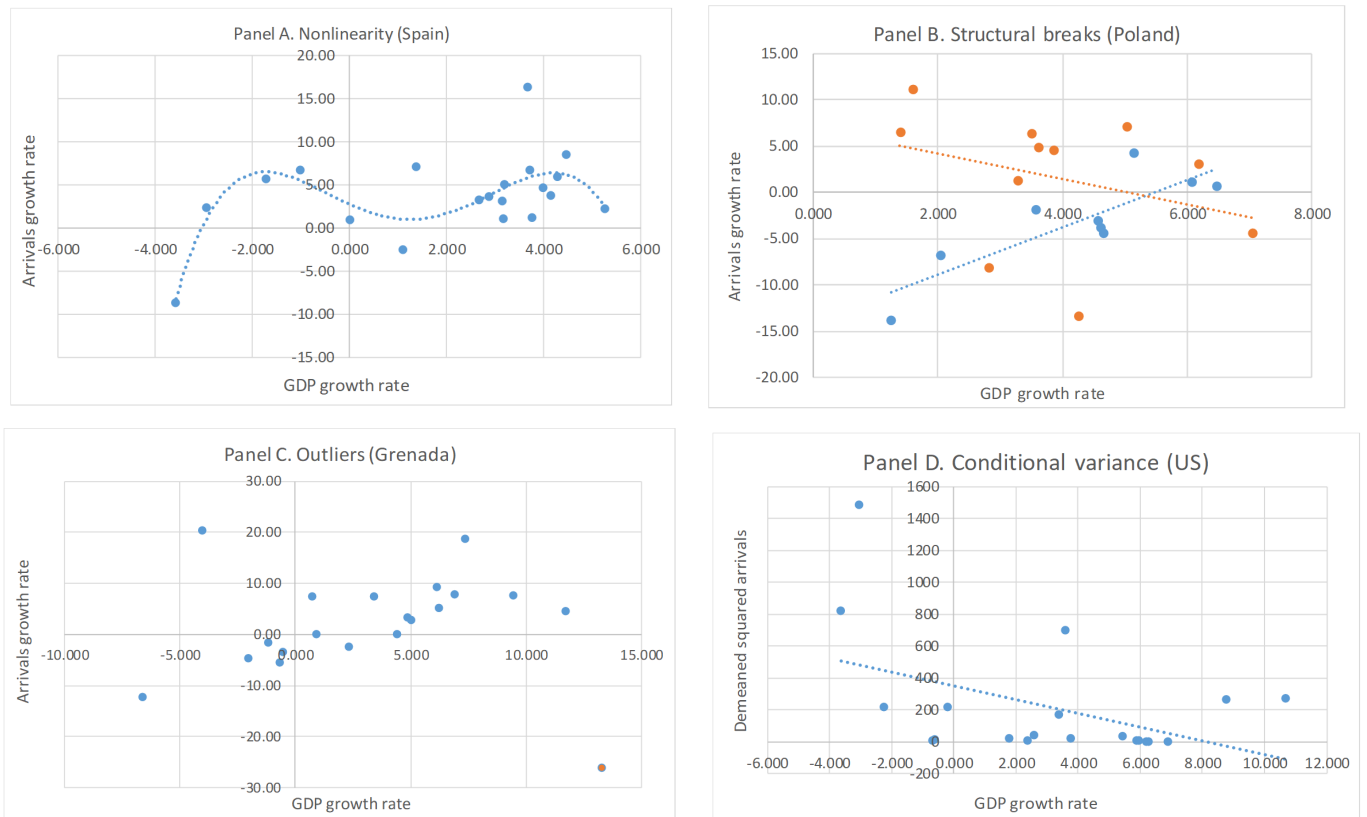 Panel A. Nonlinearity (Spain)
20.00
15.00
10.00
5.00
0.00
-6.000 -4.000 -2.000 0.000 2.000 4.000 6.000
-5.00
-10.00
-15.00
Arrivals growth rate
GDP growth rate
Panel B. Structural breaks (Poland)
15.00
10.00
5.00
0.00
0.000 2.000 4.000 6.000 8.000
-5.00
-10.00
-15.00
-20.00
Arrivals growth rate
GDP growth rate
Panel C. Outliers (Grenada)
30.00
20.00
10.00
0.00
-10.000 -5.000 0.000 5.000 10.000 15.000
-10.00
-20.00
-30.00
Arrivals growth rate
GDP growth rate
Panel D. Conditional variance (US)
1600
1400
1200
1000
800
600
400
200
0
-6.000 -4.000 -2.000 0.000 2.000 4.000 6.000 8.000 10.000 12.000
-200
Demeaned squared arrivals
GDP growth rate